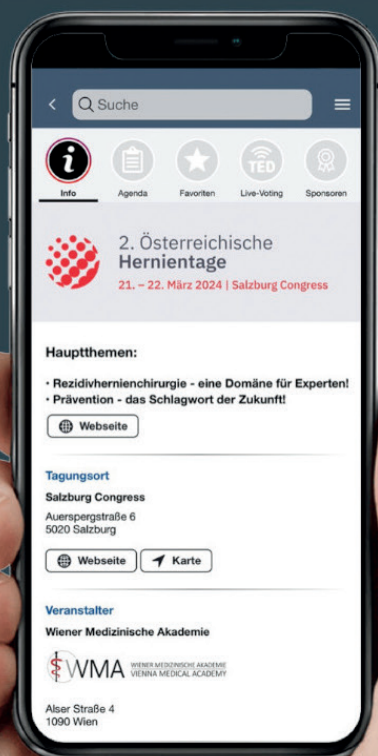 Suche
i
TED
Info Agenda Favoriten Live-Voting Sponsoren
2. Österreichische
Hernientage
21. – 22. März 2024 | Salzburg Congress
Hauptthemen:
• Rezidivhernienchirurgie - eine Domäne für Experten!
• Prävention - das Schlagwort der Zukunft!
Webseite
Tagungsort
Salzburg Congress
Auerspergstraße 6
5020 Salzburg
Webseite Karte
Veranstalter
Wiener Medizinische Akademie
WMA WIENER MEDIZINISCHE AKADEMIE
VIENNA MEDICAL ACADEMY
Alser Straße 4
1090 Wien